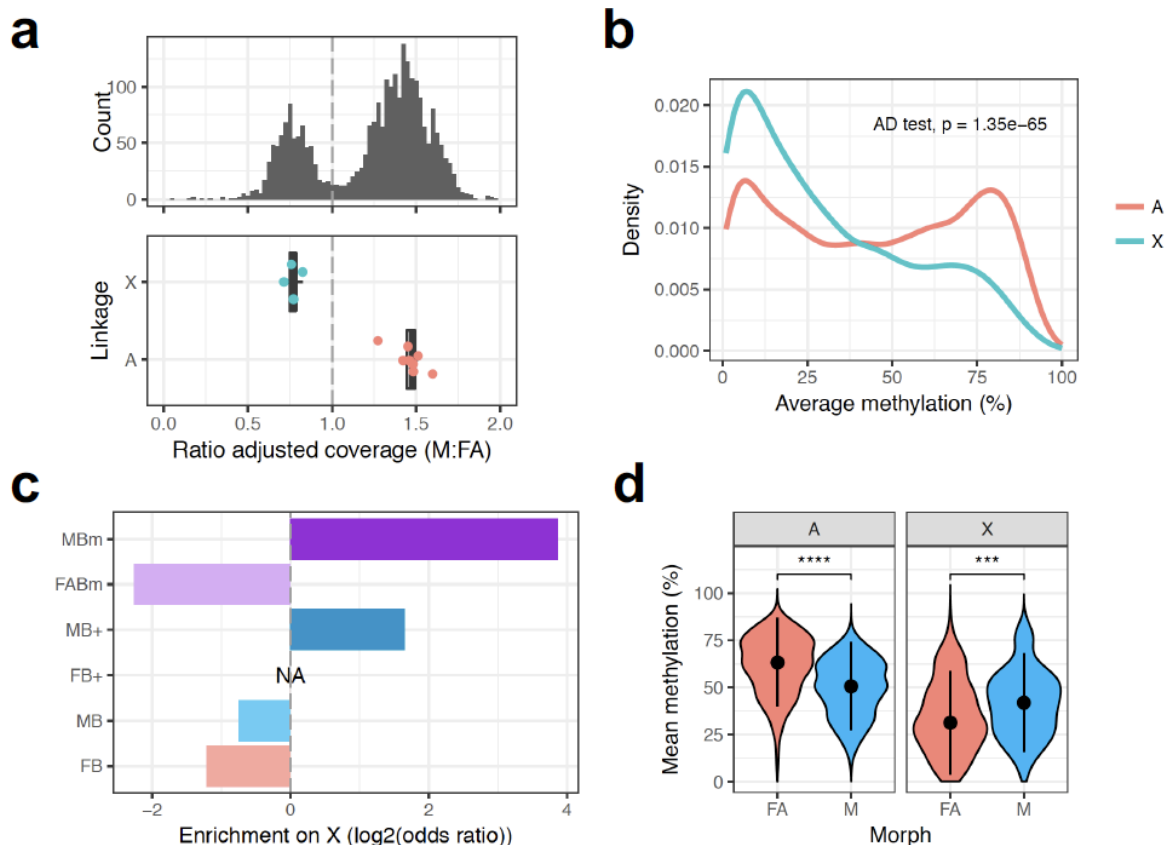 a
100
50
0
Count
X
A
Linkage
0.0 0.5 1.0 1.5 2.0
Ratio adjusted coverage (M:FA)
b
0.020
0.015
0.010
0.005
0.000
Density
AD test, p = 1.35e−65
0 25 50 75 100
Average methylation (%)
A
X
c
MBm
FABm
MB+
FB+
NA
MB
FB
−2 0 2 4
Enrichment on X (log2(odds ratio))
d
A X
**** ***
100
75
50
25
0
Mean methylation (%)
FA M FA M
Morph